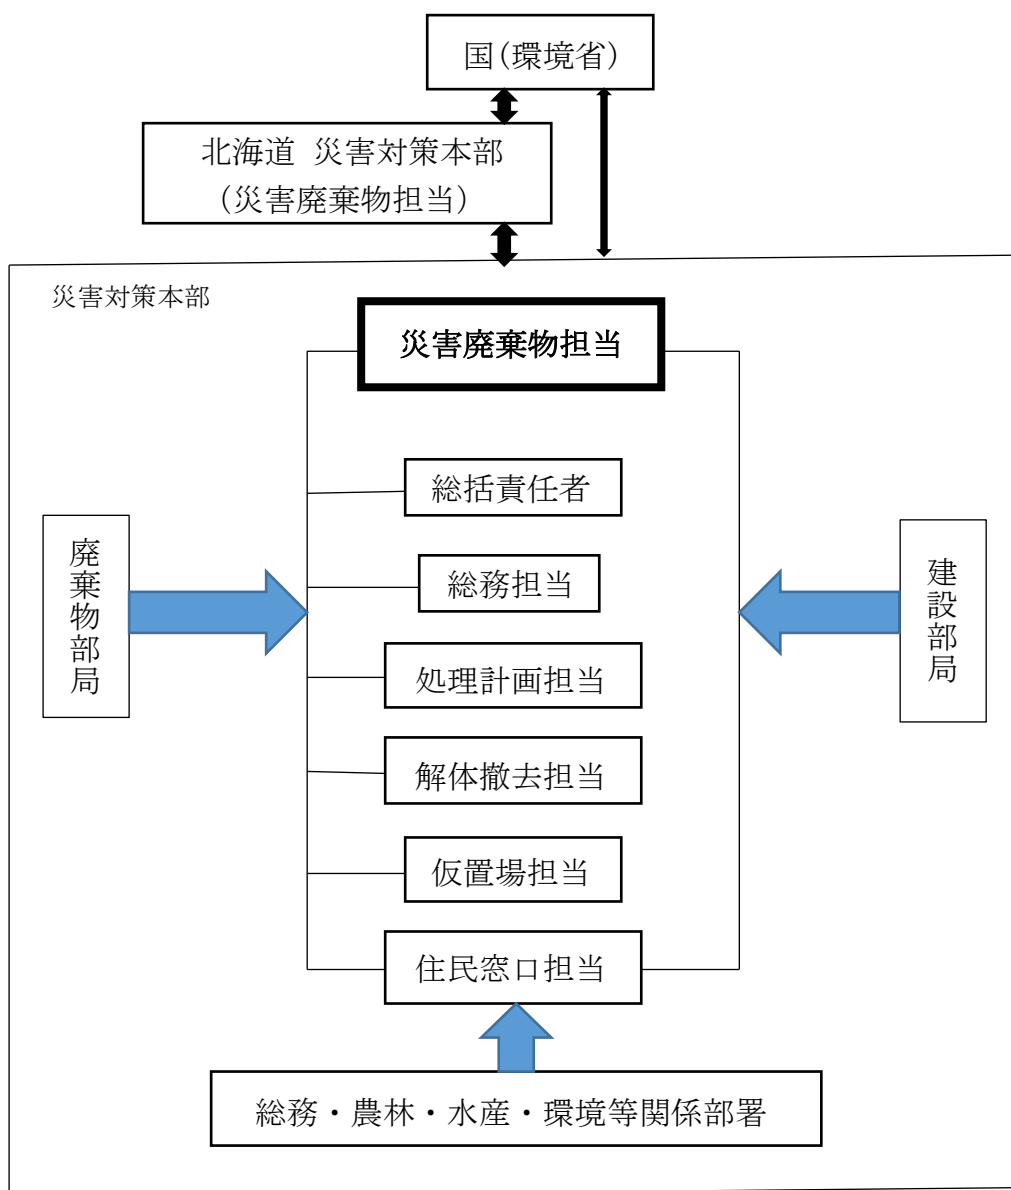 国(環境省)
北海道 災害対策本部
(災害廃棄物担当)
災害対策本部
災害廃棄物担当
総括責任者
廃棄物部局
建設部局
総務担当
処理計画担当
解体撤去担当
仮置場担当
住民窓口担当
総務・農林・水産・環境等関係部署